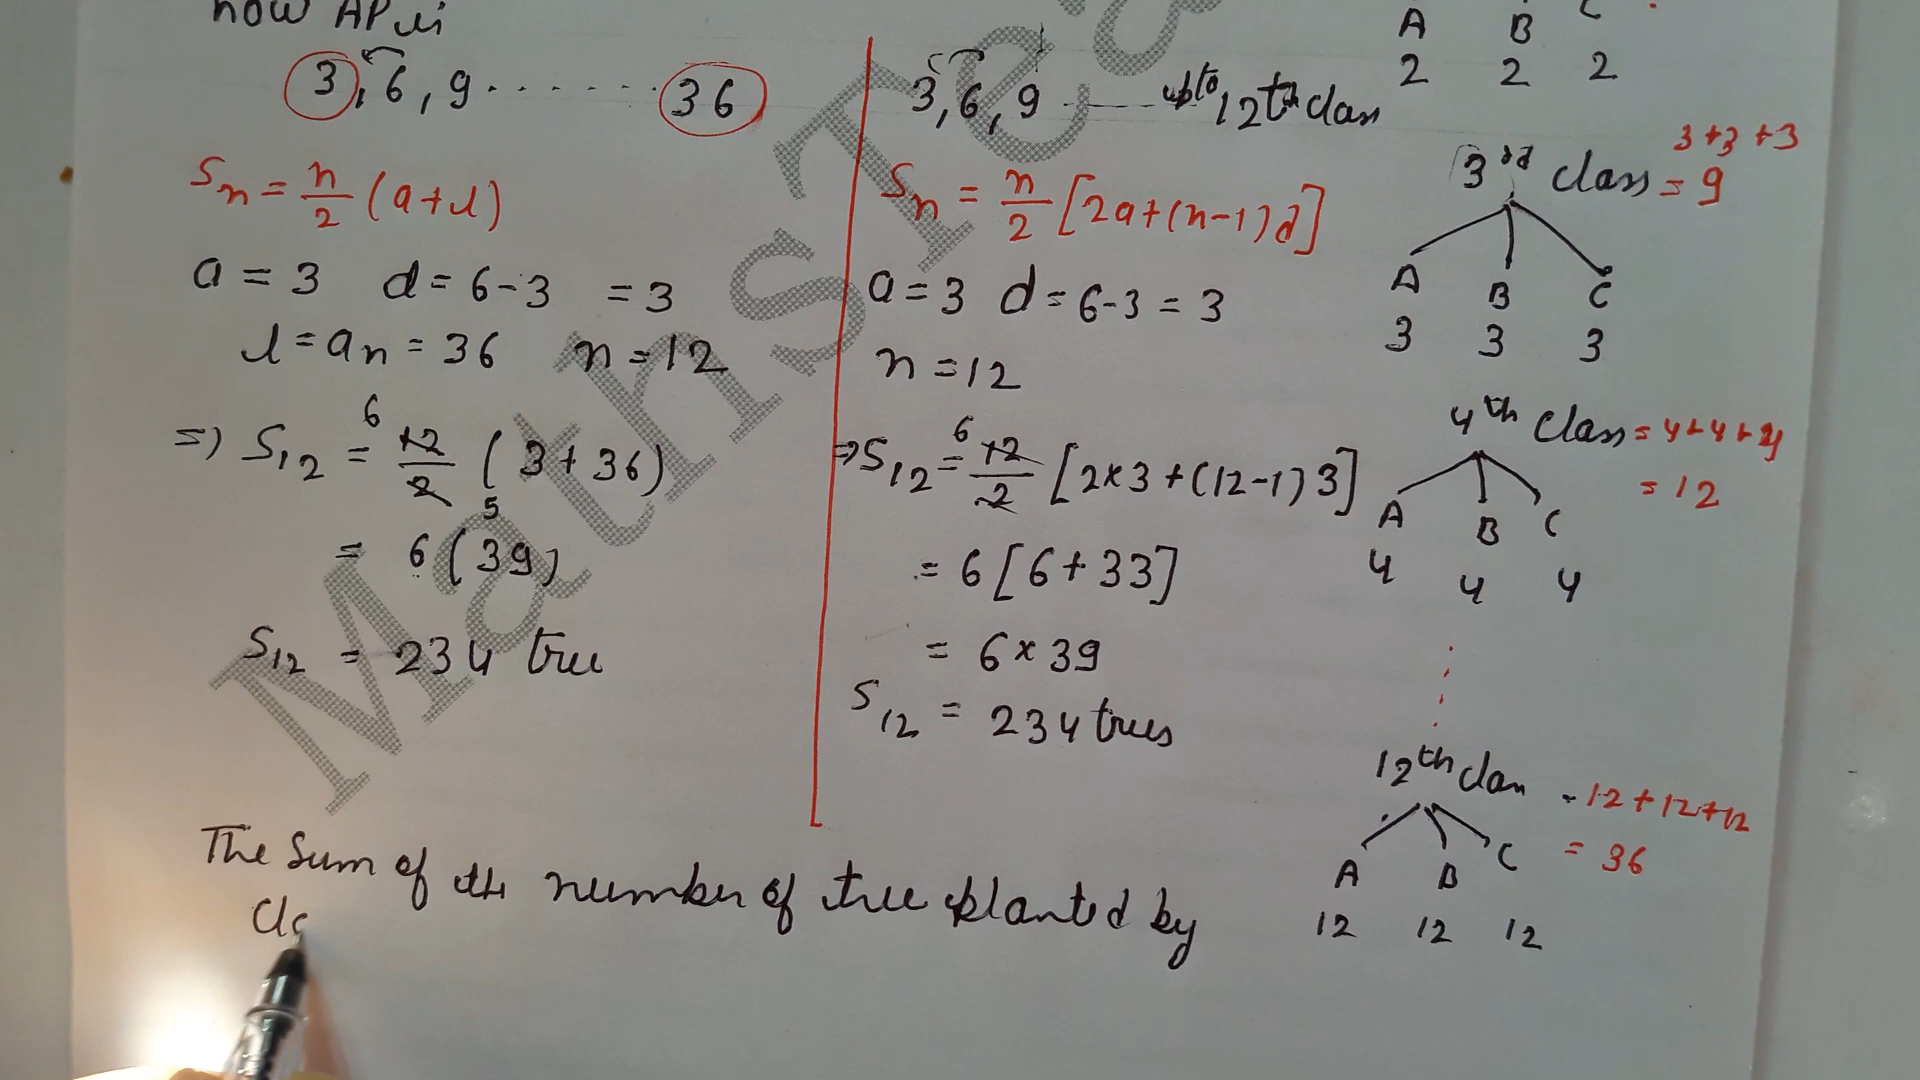 now AP is
3, 6, 9 ....... 36
Sn = n/2 (a+l)
a = 3 d = 6-3 = 3
l = an = 36 n = 12
=> S12 = 6 12/2 (3+36)
5
= 6 (39)
S12 = 234 tree
3, 6, 9 ------ upto 12th class
Sn = n/2 [2a+(n-1)d]
a = 3 d = 6-3 = 3
n = 12
=> S12 = 6 12/2 [2×3+(12-1)3]
= 6 [6+33]
= 6×39
S12 = 234 trees
A B C
2 2 2
3rd class = 3+3+3
= 9
A B C
3 3 3
4th class = 4+4+4
= 12
A B C
4 4 4
12th class = 12+12+12
= 36
A B C
12 12 12
The Sum of the number of tree planted by
Cla
MathsTea